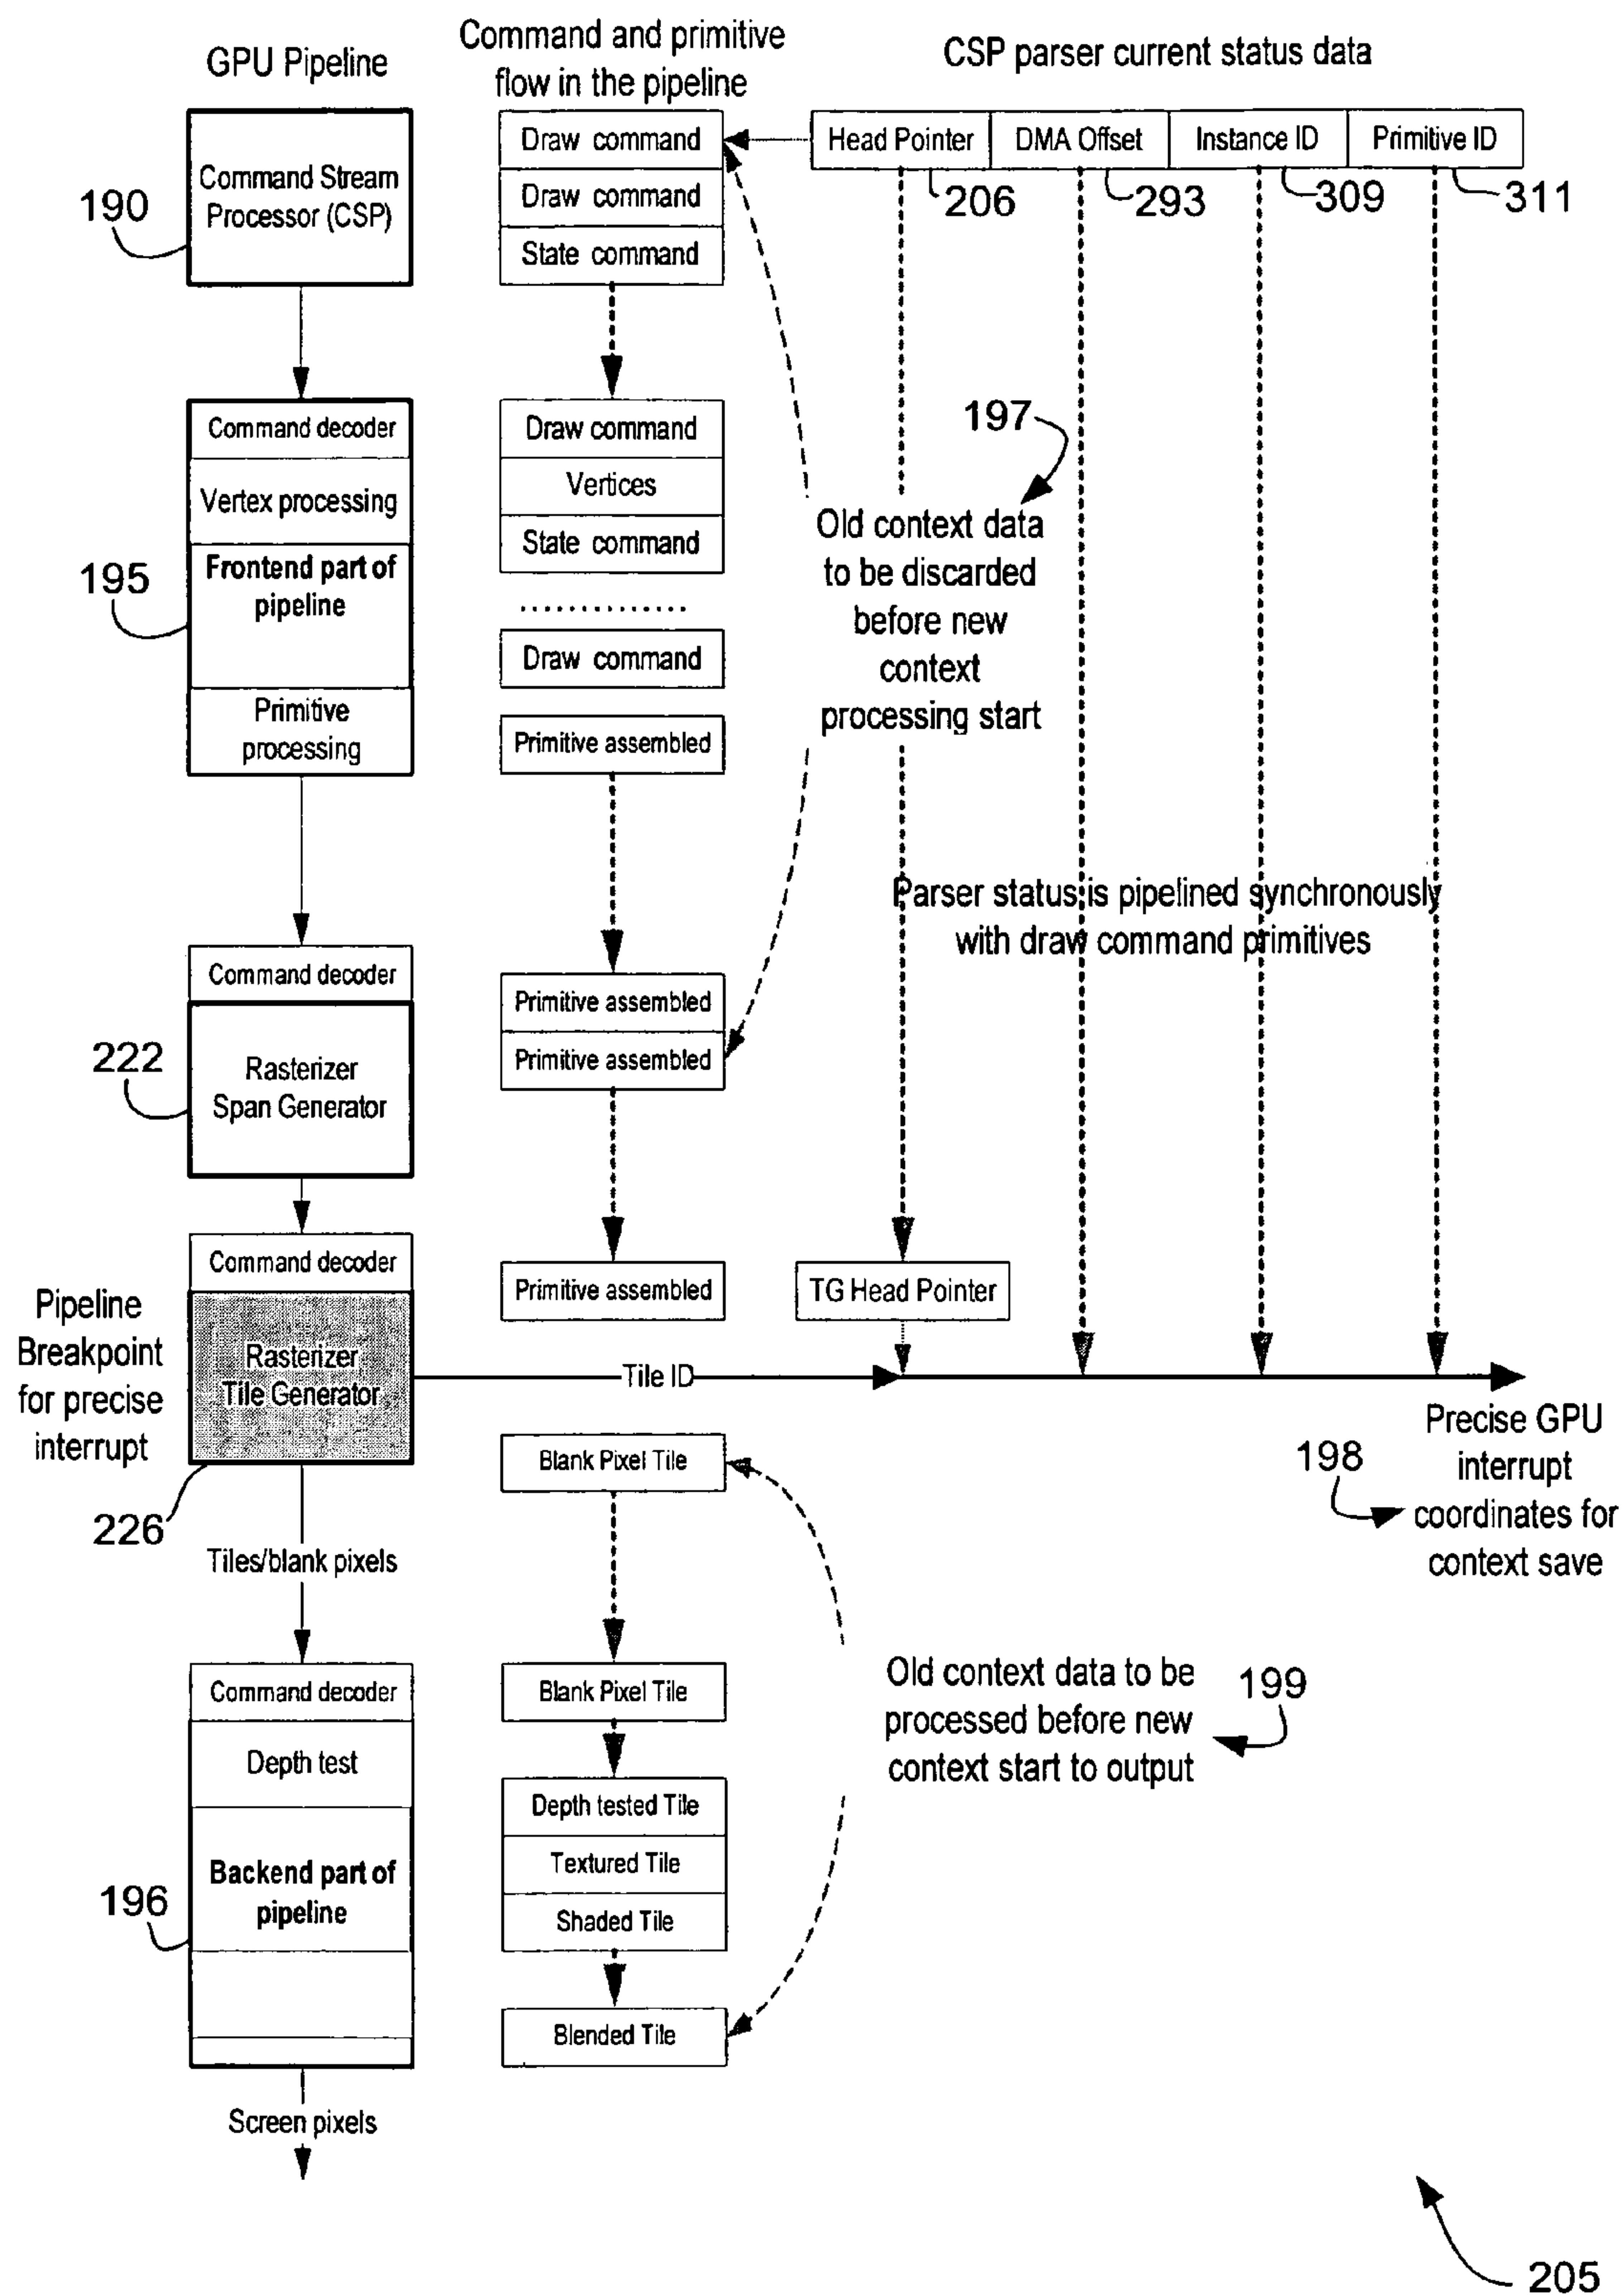 GPU Pipeline
Command and primitive
flow in the pipeline
CSP parser current status data
Command Stream
Processor (CSP)
190
Draw command
Draw command
State command
Head Pointer
DMA Offset
Instance ID
Primitive ID
206
293
309
311
Command decoder
Vertex processing
Frontend part of
pipeline
Primitive
processing
195
Draw command
Vertices
State command
..............
Draw command
Primitive assembled
197
Old context data
to be discarded
before new
context
processing start
Parser status is pipelined synchronously
with draw command primitives
Command decoder
Rasterizer
Span Generator
222
Primitive assembled
Primitive assembled
Command decoder
Rasterizer
Tile Generator
Pipeline
Breakpoint
for precise
interrupt
226
Primitive assembled
TG Head Pointer
Tile ID
Precise GPU
interrupt
coordinates for
context save
198
Tiles/blank pixels
Blank Pixel Tile
Command decoder
Depth test
Backend part of
pipeline
196
Blank Pixel Tile
Depth tested Tile
Textured Tile
Shaded Tile
Blended Tile
Old context data to be
processed before new
context start to output
199
Screen pixels
205